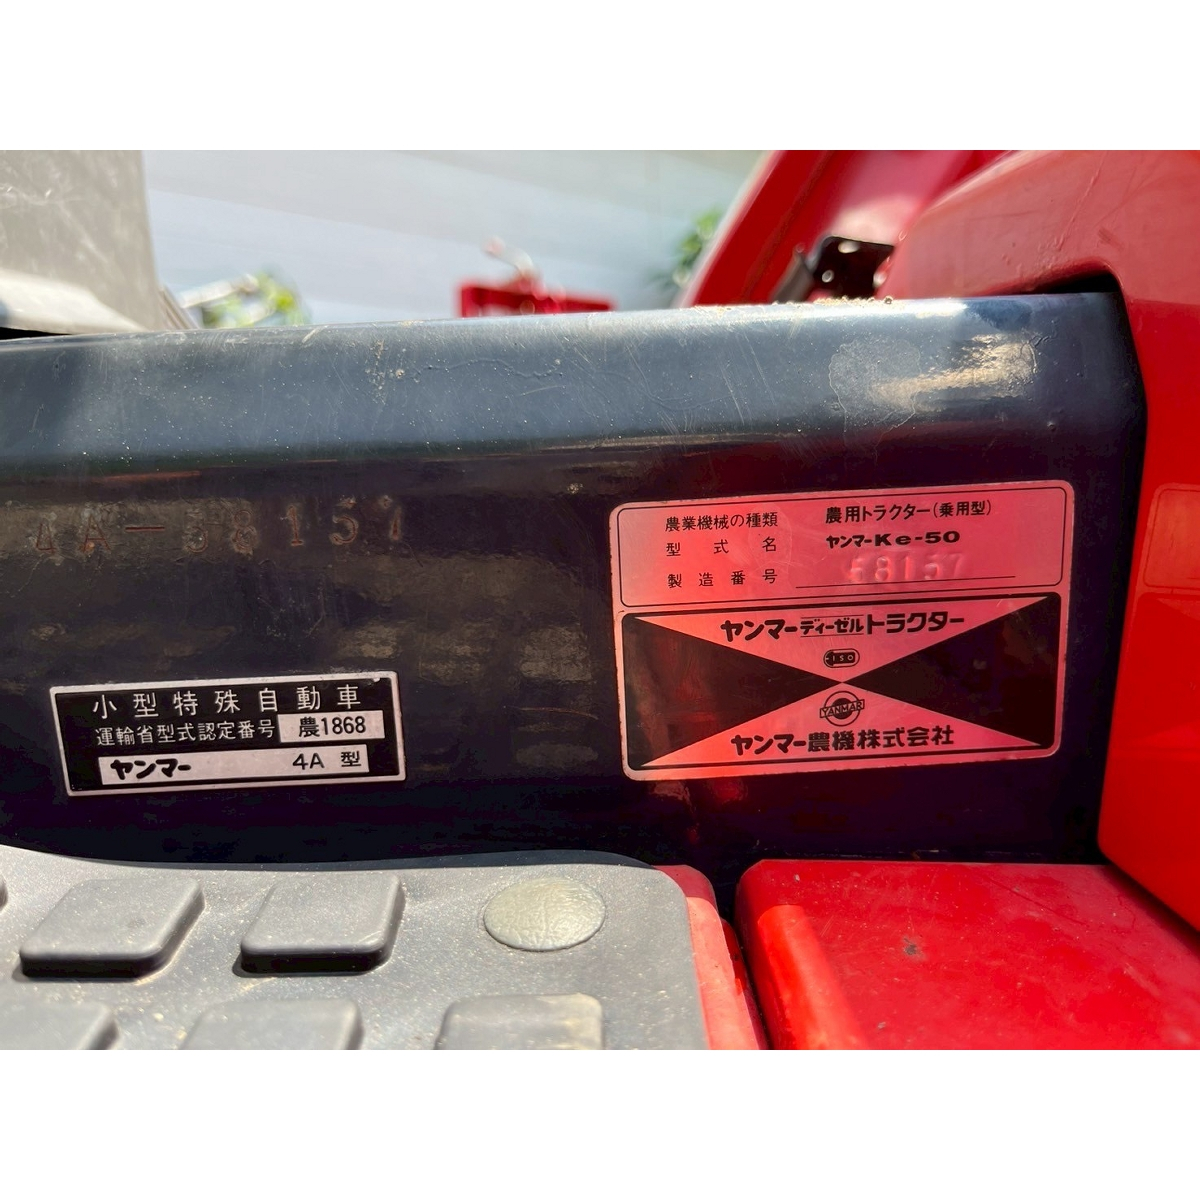 4A-58157
農業機械の種類 農用トラクター(乗用型)
型式名 ヤンマーKe-50
製造番号 58157
ヤンマーディーゼルトラクター
ISO
YANMAR
ヤンマー農機株式会社
小型特殊自動車
運輸省型式認定番号 農1868
ヤンマー 4A 型